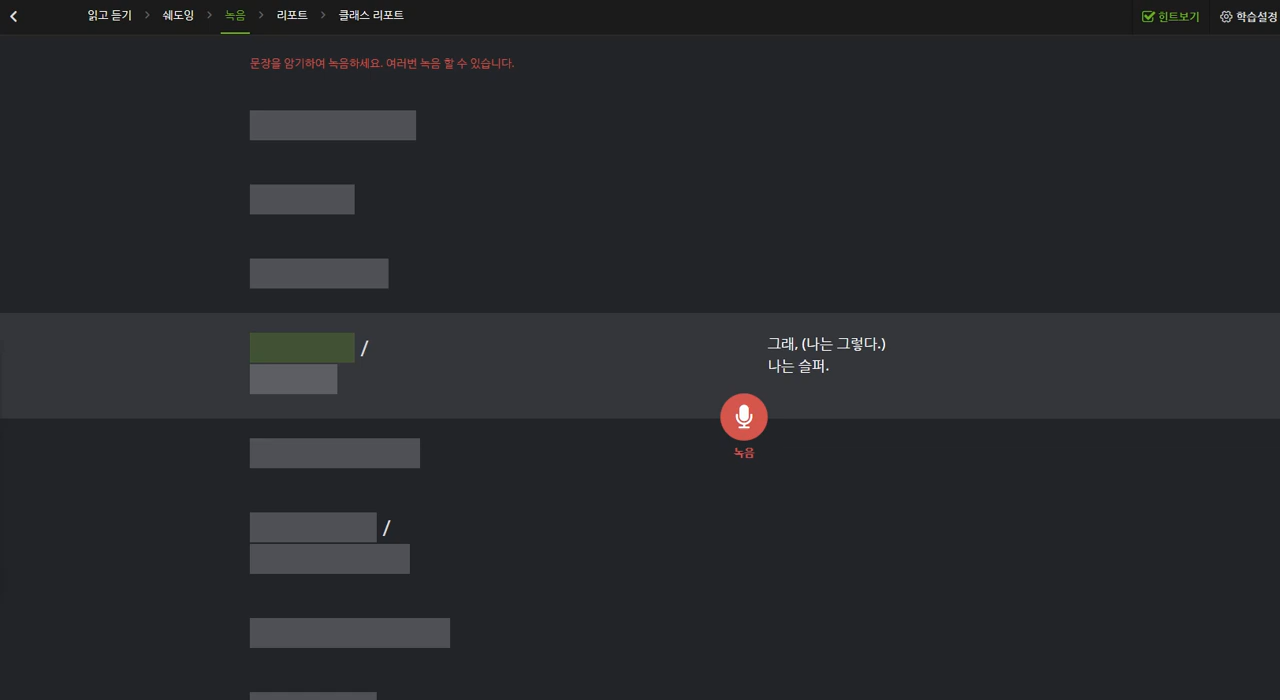 읽고 듣기 > 쉐도잉 > 녹음 > 리포트 > 클래스 리포트
힌트보기 학습설정
문장을 암기하여 녹음하세요. 여러번 녹음 할 수 있습니다.
/
그래, (나는 그렇다.)
나는 슬퍼.
녹음
/